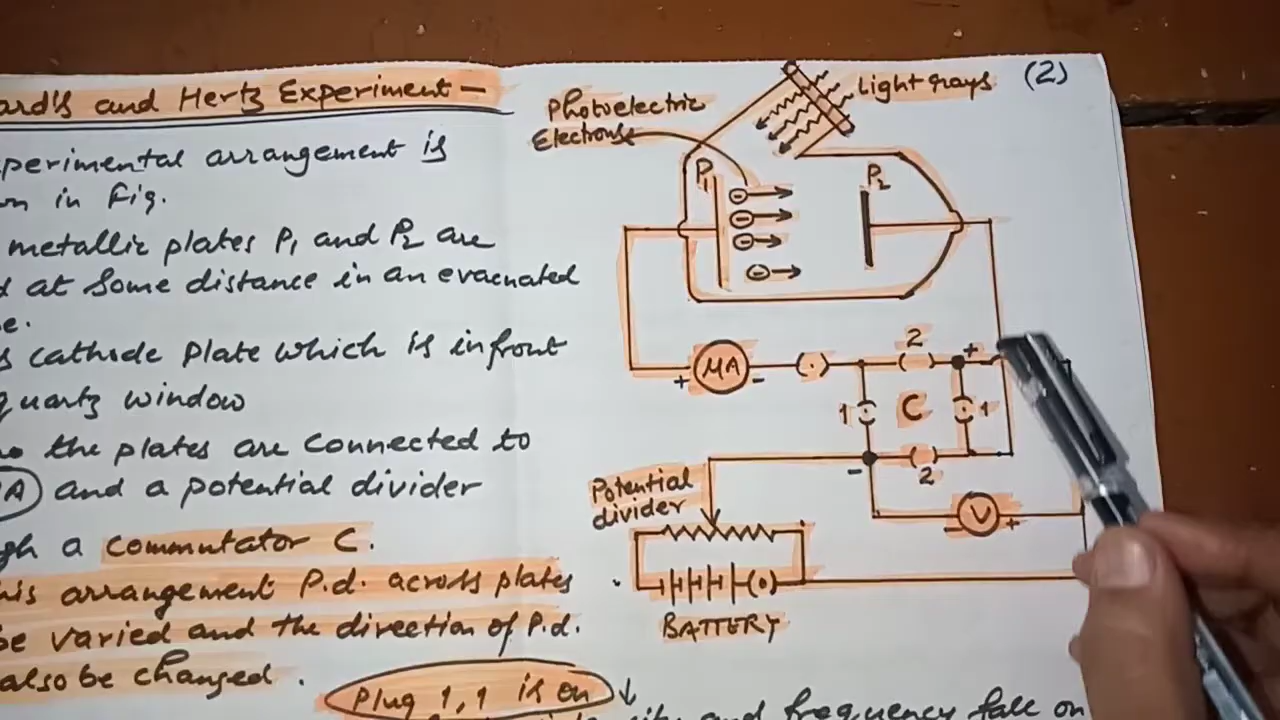 ard's and Hertz Experiment -
perimental arrangement is
on in fig.
metallic plates P1 and P2 are
d at some distance in an evacuated
e.
s cathode plate which is infront
quartz window
the plates are connected to
A and a potential divider
gh a commutator C.
his arrangement P.d. across plates
be varied and the direction of P.d.
also be changed.
Plug 1,1 is on
and frequency fall on
(2)
Light rays
Photoelectric
Electrons
P1
P2
+ μA -
2
+
1 C 1
- 2
Potential
divider
- V +
BATTERY